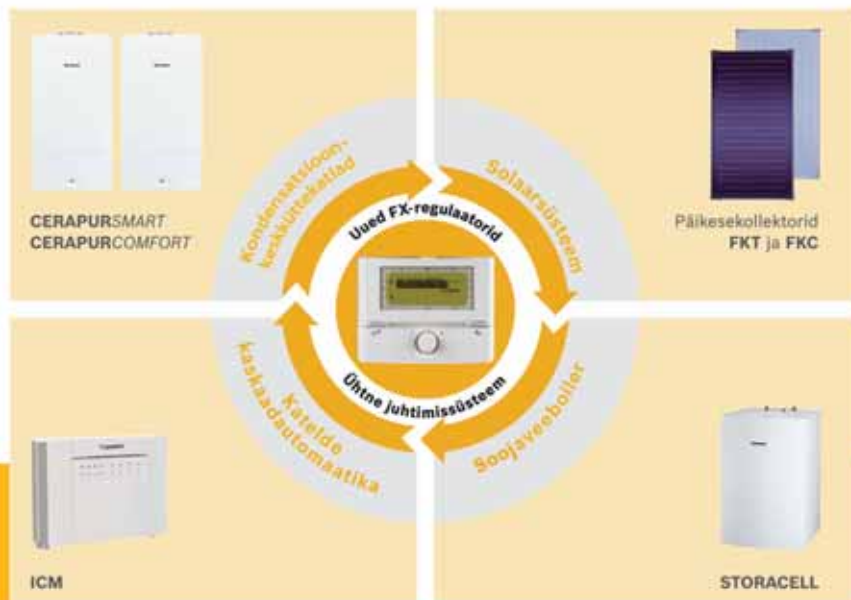 CERAPURSMART
CERAPURCOMFORT
Kondensatsioon-
keskküttekatlad
Solaarsüsteem
Päikesekollektorid
FKT ja FKC
Uued FX-regulaatorid
Ühtne juhtimissüsteem
Katelde
kaskaadautomaatika
Soojaveeboiler
ICM
STORACELL